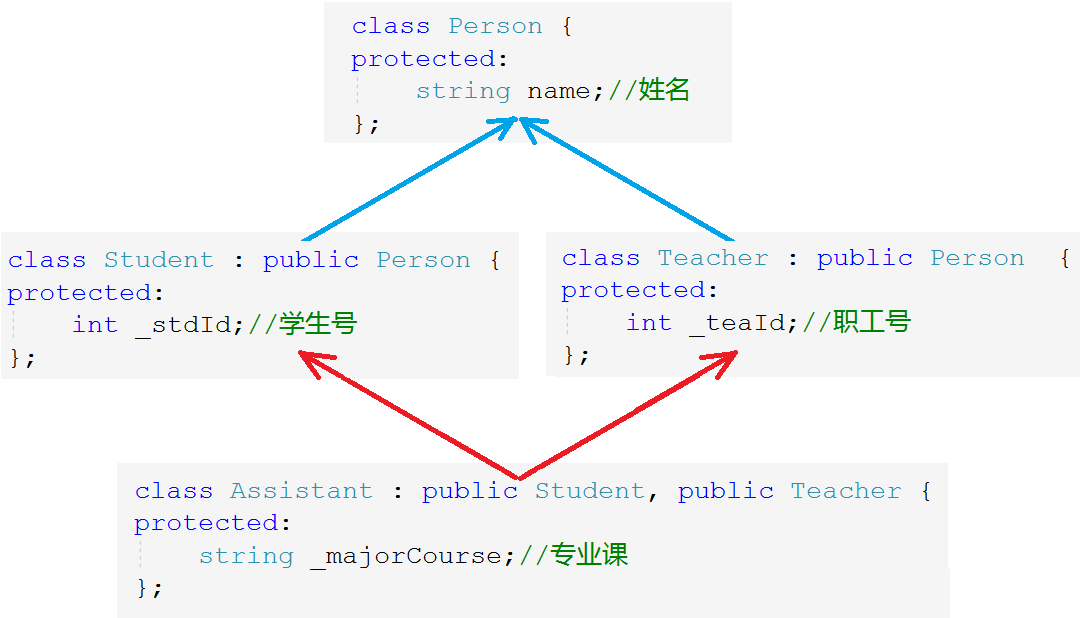 class Person {
protected:
    string name;//姓名
};
class Student : public Person {
protected:
    int _stdId;//学生号
};
class Teacher : public Person  {
protected:
    int _teaId;//职工号
};
class Assistant : public Student, public Teacher {
protected:
    string _majorCourse;//专业课
};